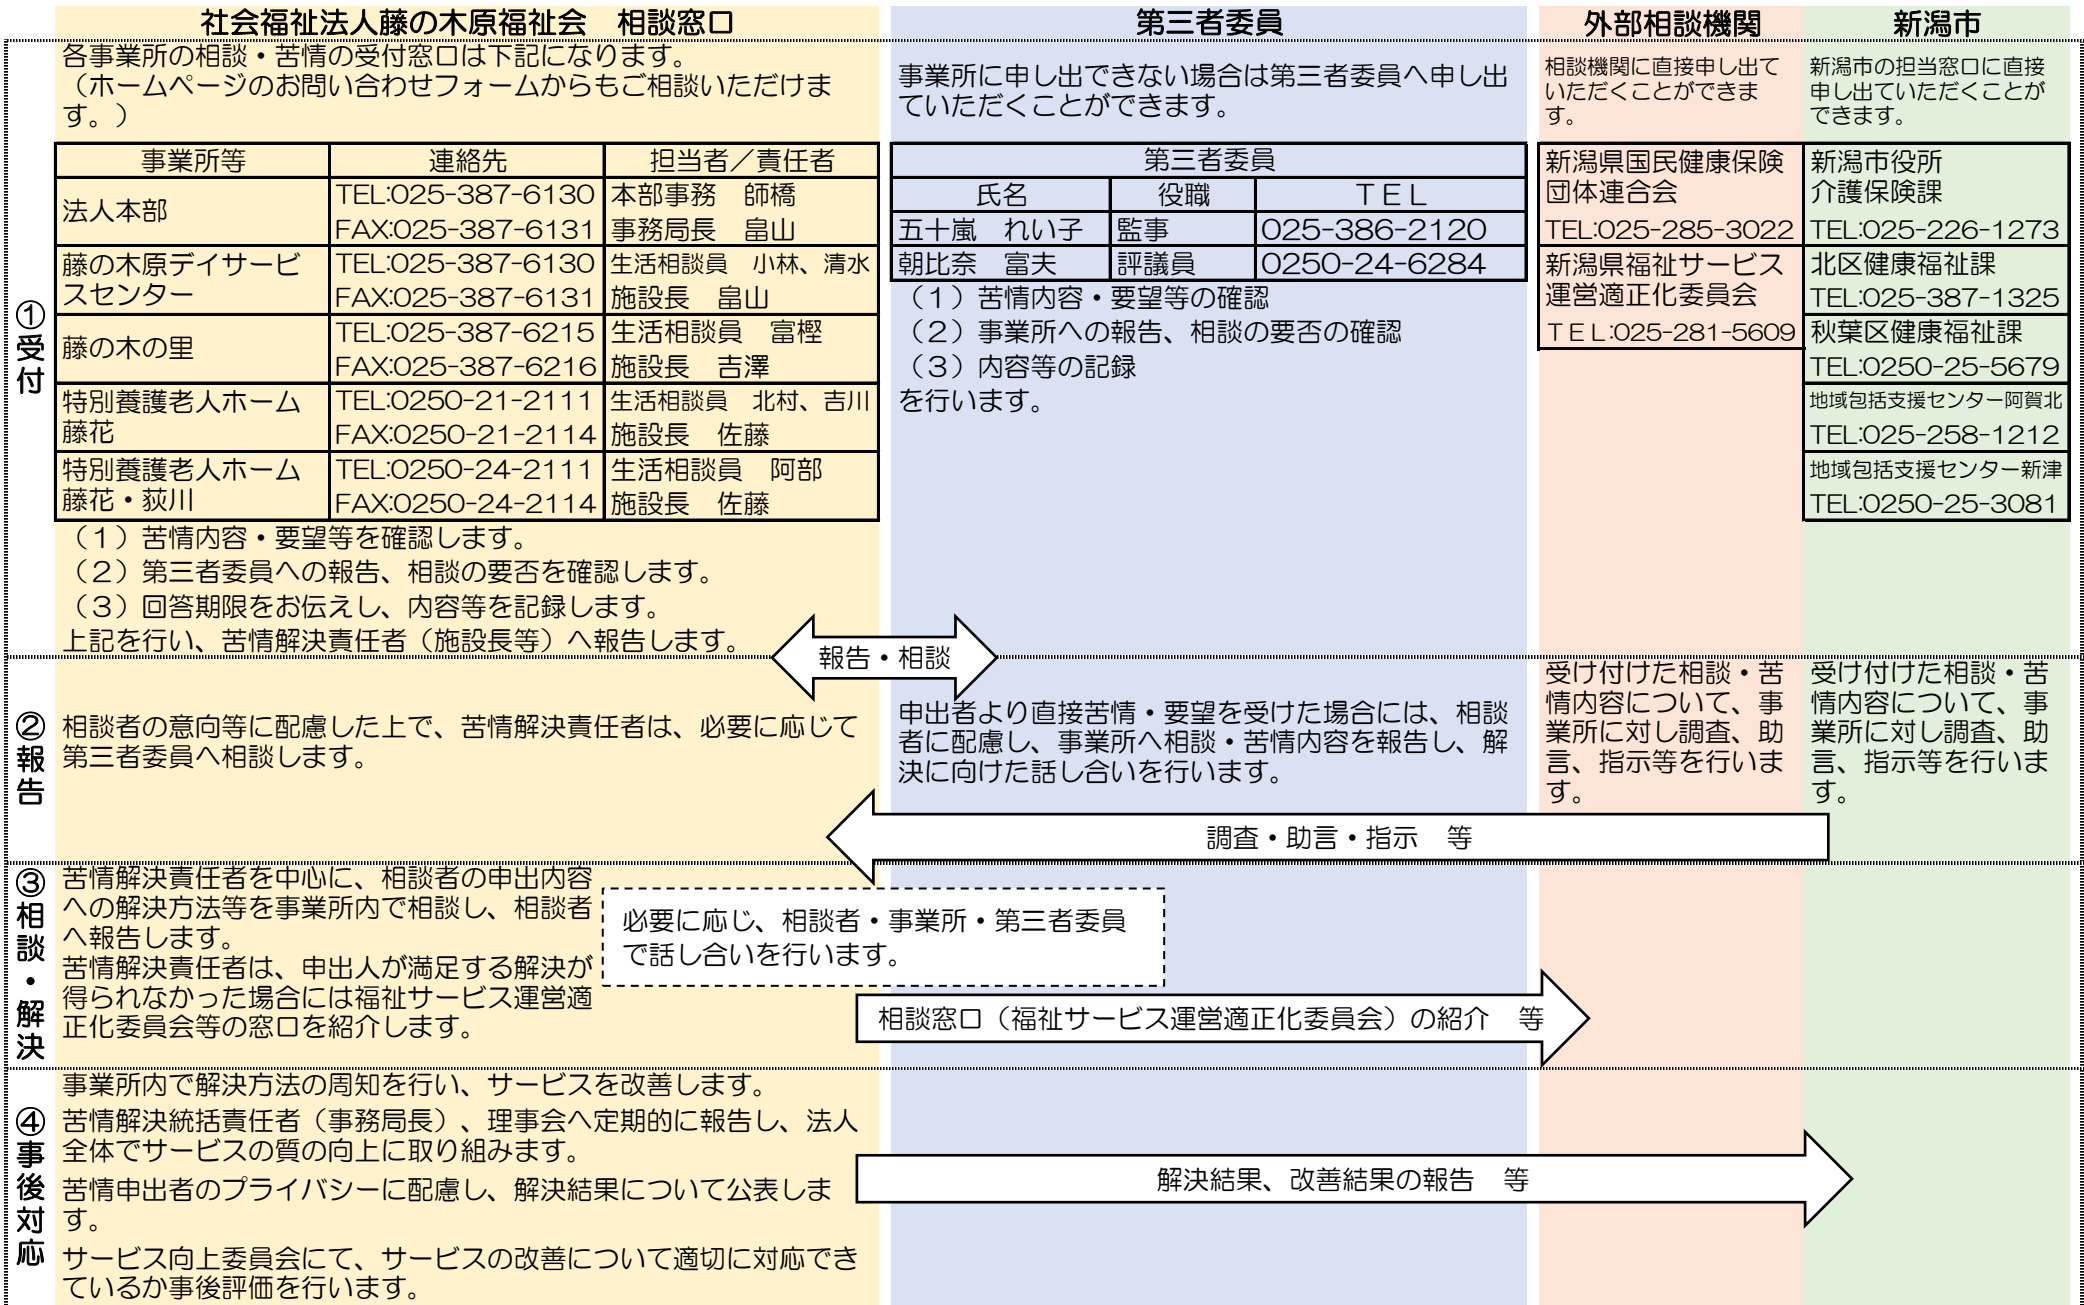 社会福祉法人藤の木原福祉会　相談窓口
各事業所の相談・苦情の受付窓口は下記になります。
（ホームページのお問い合わせフォームからもご相談いただけま
す。）
事業所等　連絡先　担当者／責任者
法人本部
TEL:025-387-6130　本部事務　師橋
FAX:025-387-6131　事務局長　畠山
藤の木原デイサービ
スセンター
TEL:025-387-6130　生活相談員　小林、清水
FAX:025-387-6131　施設長　畠山
藤の木の里
TEL:025-387-6215　生活相談員　富樫
FAX:025-387-6216　施設長　吉澤
特別養護老人ホーム
藤花
TEL:0250-21-2111　生活相談員　北村、吉川
FAX:0250-21-2114　施設長　佐藤
特別養護老人ホーム
藤花・荻川
TEL:0250-24-2111　生活相談員　阿部
FAX:0250-24-2114　施設長　佐藤
（1）苦情内容・要望等を確認します。
（2）第三者委員への報告、相談の要否を確認します。
（3）回答期限をお伝えし、内容等を記録します。
上記を行い、苦情解決責任者（施設長等）へ報告します。
第三者委員
事業所に申し出できない場合は第三者委員へ申し出
ていただくことができます。
第三者委員
氏名　役職　ＴＥＬ
五十嵐　れい子　監事　025-386-2120
朝比奈　富夫　評議員　0250-24-6284
（1）苦情内容・要望等の確認
（2）事業所への報告、相談の要否の確認
（3）内容等の記録
を行います。
外部相談機関
相談機関に直接申し出て
いただくことができま
す。
新潟県国民健康保険
団体連合会
TEL:025-285-3022
新潟県福祉サービス
運営適正化委員会
ＴＥＬ:025-281-5609
新潟市
新潟市の担当窓口に直接
申し出ていただくことが
できます。
新潟市役所
介護保険課
TEL:025-226-1273
北区健康福祉課
TEL:025-387-1325
秋葉区健康福祉課
TEL:0250-25-5679
地域包括支援センター阿賀北
TEL:025-258-1212
地域包括支援センター新津
TEL:0250-25-3081
①受付
報告・相談
②報告
相談者の意向等に配慮した上で、苦情解決責任者は、必要に応じて
第三者委員へ相談します。
申出者より直接苦情・要望を受けた場合には、相談
者に配慮し、事業所へ相談・苦情内容を報告し、解
決に向けた話し合いを行います。
受け付けた相談・苦
情内容について、事
業所に対し調査、助
言、指示等を行いま
す。
受け付けた相談・苦
情内容について、事
業所に対し調査、助
言、指示等を行いま
す。
調査・助言・指示　等
③相談・解決
苦情解決責任者を中心に、相談者の申出内容
への解決方法等を事業所内で相談し、相談者
へ報告します。
苦情解決責任者は、申出人が満足する解決が
得られなかった場合には福祉サービス運営適
正化委員会等の窓口を紹介します。
必要に応じ、相談者・事業所・第三者委員
で話し合いを行います。
相談窓口（福祉サービス運営適正化委員会）の紹介　等
④事後対応
事業所内で解決方法の周知を行い、サービスを改善します。
苦情解決統括責任者（事務局長）、理事会へ定期的に報告し、法人
全体でサービスの質の向上に取り組みます。
苦情申出者のプライバシーに配慮し、解決結果について公表しま
す。
サービス向上委員会にて、サービスの改善について適切に対応でき
ているか事後評価を行います。
解決結果、改善結果の報告　等